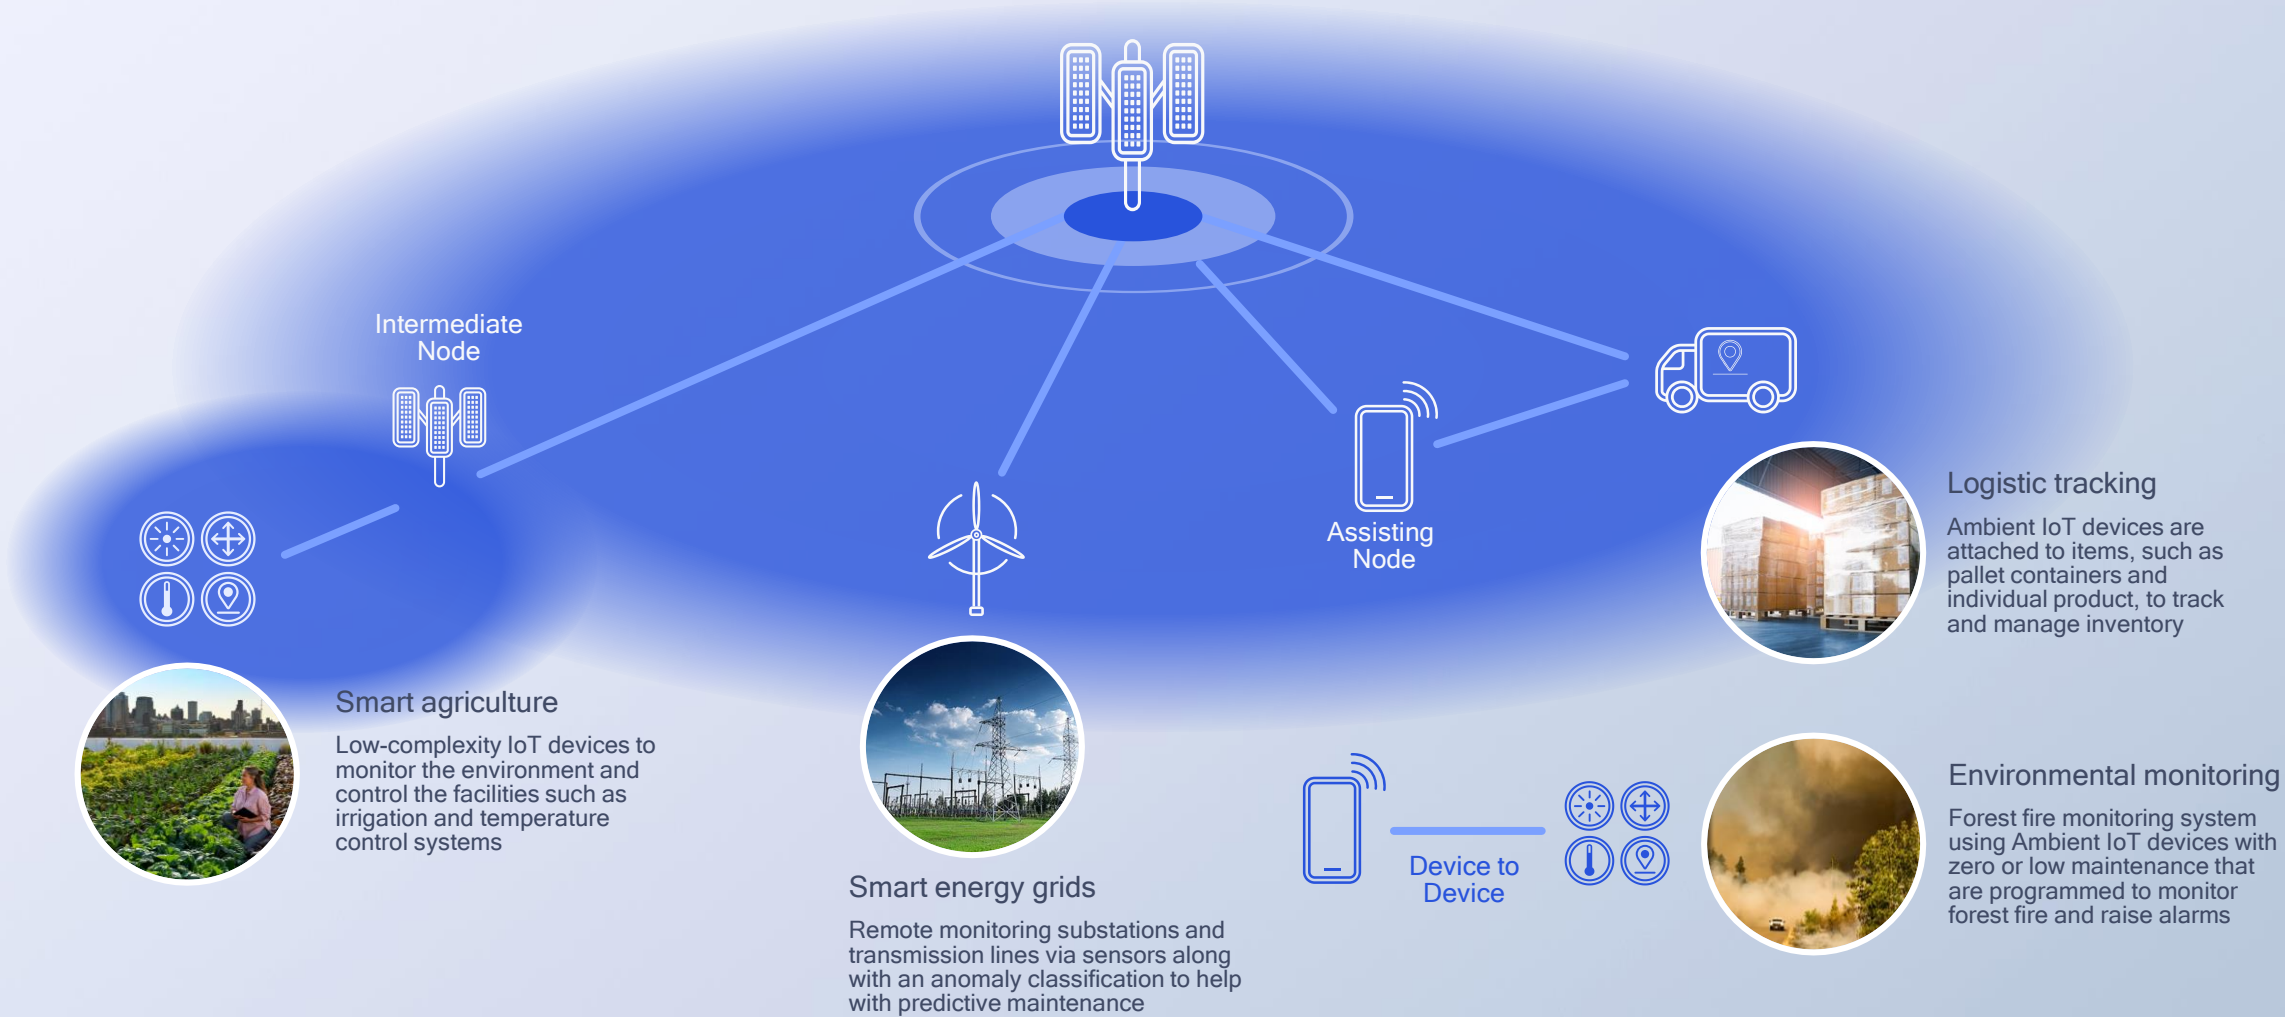 Intermediate
Node
Assisting
Node
Logistic tracking
Ambient IoT devices are
attached to items, such as
pallet containers and
individual product, to track
and manage inventory
Smart agriculture
Low-complexity IoT devices to
monitor the environment and
control the facilities such as
irrigation and temperature
control systems
Smart energy grids
Remote monitoring substations and
transmission lines via sensors along
with an anomaly classification to help
with predictive maintenance
Device to
Device
Environmental monitoring
Forest fire monitoring system
using Ambient IoT devices with
zero or low maintenance that
are programmed to monitor
forest fire and raise alarms